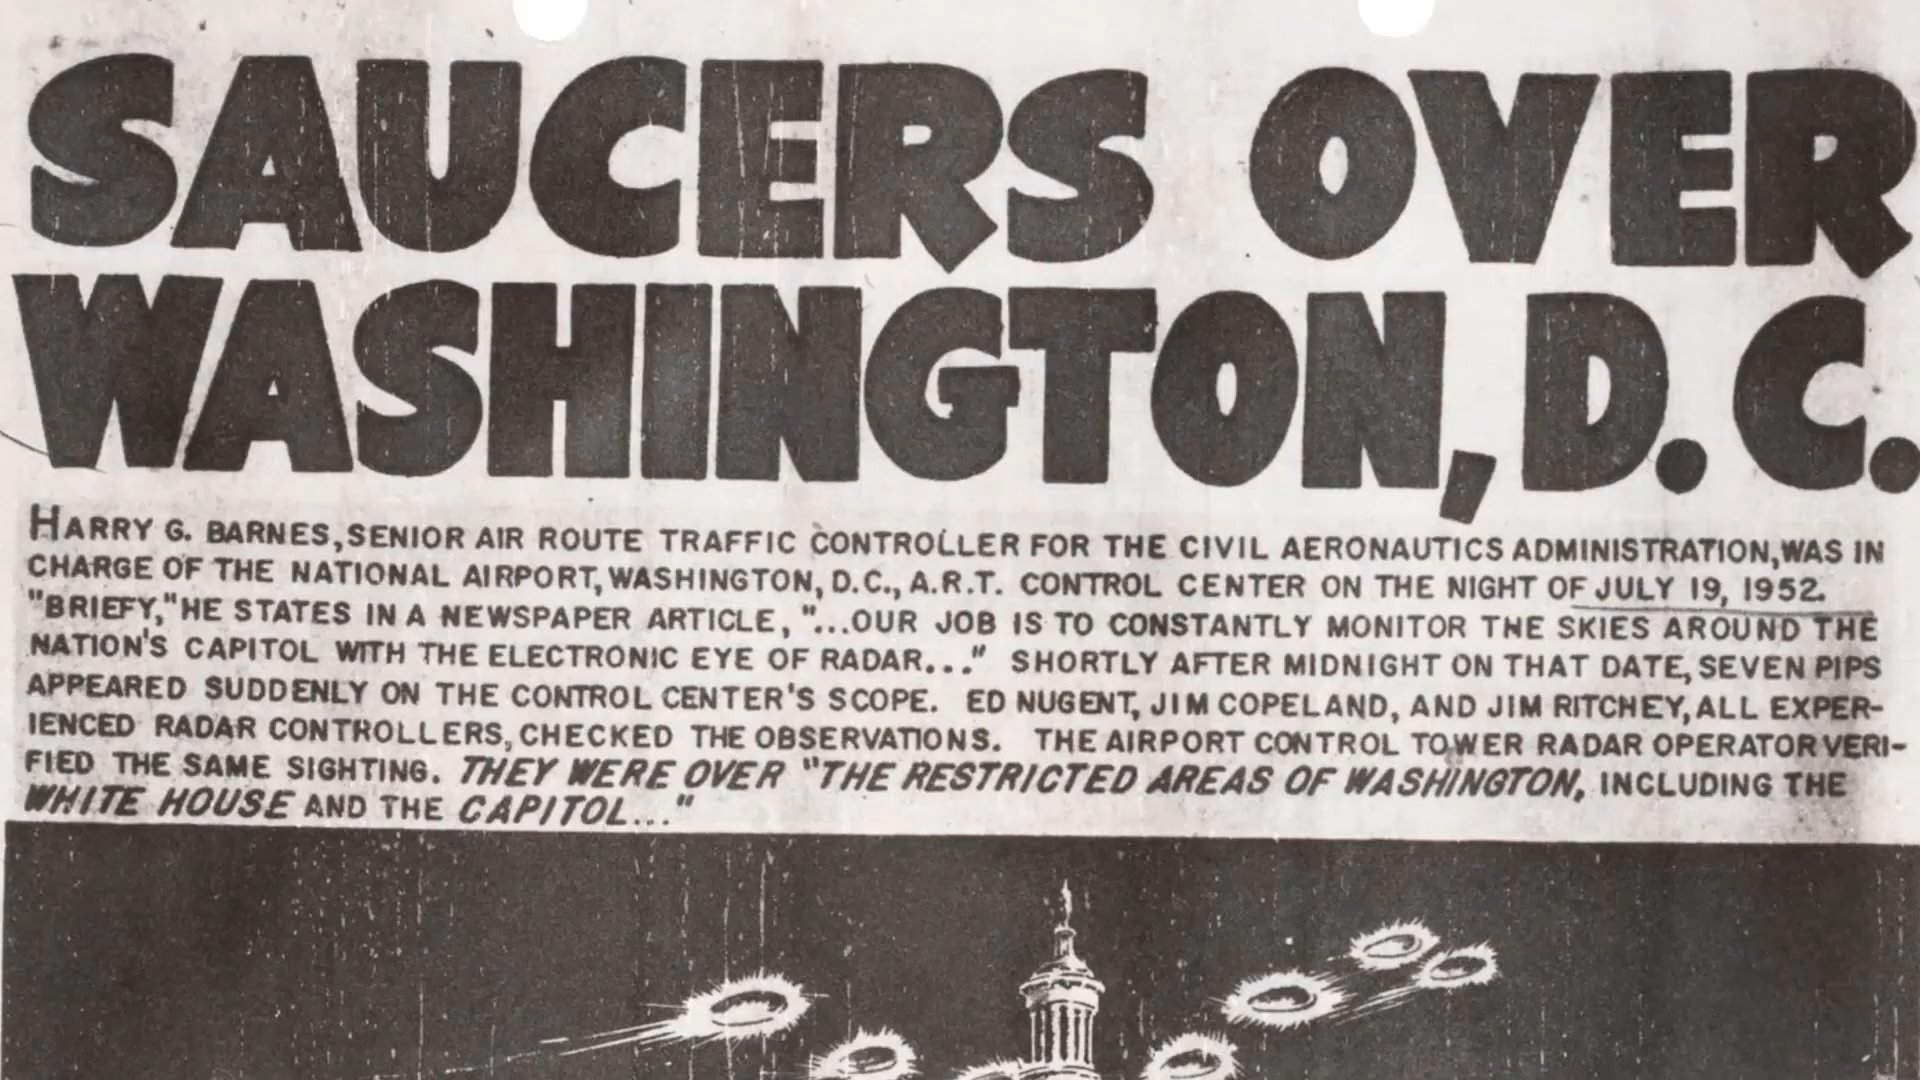 SAUCERS OVER
WASHINGTON, D.C.
HARRY G. BARNES, SENIOR AIR ROUTE TRAFFIC CONTROLLER FOR THE CIVIL AERONAUTICS ADMINISTRATION, WAS IN
CHARGE OF THE NATIONAL AIRPORT, WASHINGTON, D.C., A.R.T. CONTROL CENTER ON THE NIGHT OF JULY 19, 1952.
"BRIEFY," HE STATES IN A NEWSPAPER ARTICLE, "...OUR JOB IS TO CONSTANTLY MONITOR THE SKIES AROUND THE
NATION'S CAPITOL WITH THE ELECTRONIC EYE OF RADAR..." SHORTLY AFTER MIDNIGHT ON THAT DATE, SEVEN PIPS
APPEARED SUDDENLY ON THE CONTROL CENTER'S SCOPE. ED NUGENT, JIM COPELAND, AND JIM RITCHEY, ALL EXPER-
IENCED RADAR CONTROLLERS, CHECKED THE OBSERVATIONS. THE AIRPORT CONTROL TOWER RADAR OPERATOR VERI-
FIED THE SAME SIGHTING. THEY WERE OVER "THE RESTRICTED AREAS OF WASHINGTON, INCLUDING THE
WHITE HOUSE AND THE CAPITOL..."